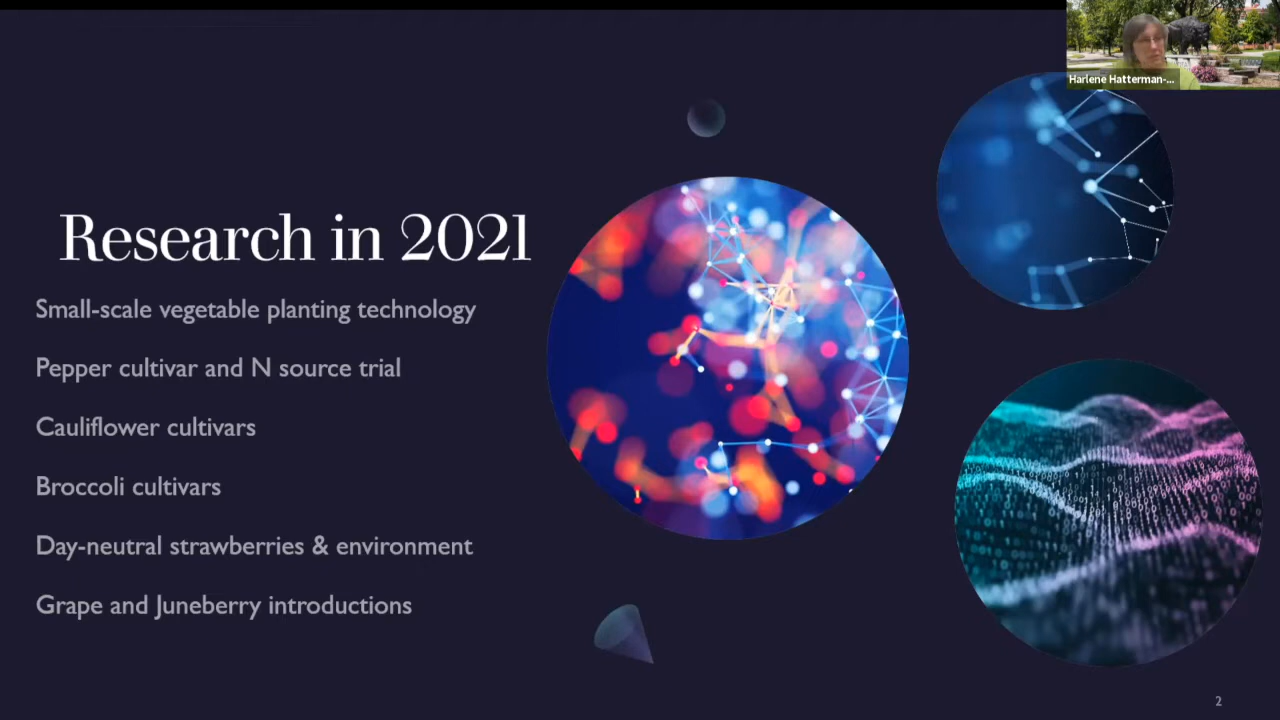 Harlene Hatterman-...
Research in 2021
Small-scale vegetable planting technology
Pepper cultivar and N source trial
Cauliflower cultivars
Broccoli cultivars
Day-neutral strawberries & environment
Grape and Juneberry introductions
2